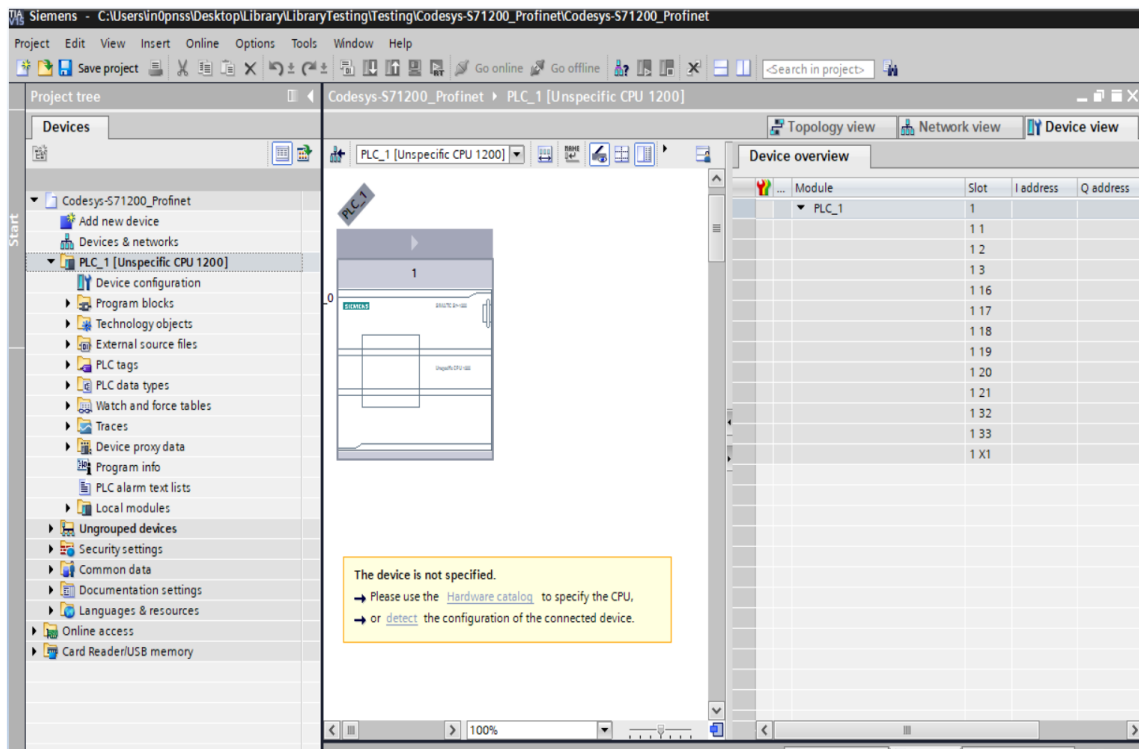 Siemens - C:\Users\in0pnss\Desktop\Library\LibraryTesting\Testing\Codesys-S71200_Profinet\Codesys-S71200_Profinet
Project Edit View Insert Online Options Tools Window Help
Save project Go online Go offline <Search in project>
Project tree
Codesys-S71200_Profinet PLC_1 [Unspecific CPU 1200]
Devices
Topology view Network view Device view
PLC_1 [Unspecific CPU 1200]
Device overview
... Module Slot I address Q address
PLC_1 1
1 1
1 2
1 3
1 16
1 17
1 18
1 19
1 20
1 21
1 32
1 33
1 X1
Start
Codesys-S71200_Profinet
Add new device
Devices & networks
PLC_1 [Unspecific CPU 1200]
Device configuration
Program blocks
Technology objects
External source files
PLC tags
PLC data types
Watch and force tables
Traces
Device proxy data
Program info
PLC alarm text lists
Local modules
Ungrouped devices
Security settings
Common data
Documentation settings
Languages & resources
Online access
Card Reader/USB memory
PLC_1
1
_0
SIEMENS
The device is not specified.
Please use the Hardware catalog to specify the CPU,
or detect the configuration of the connected device.
100%